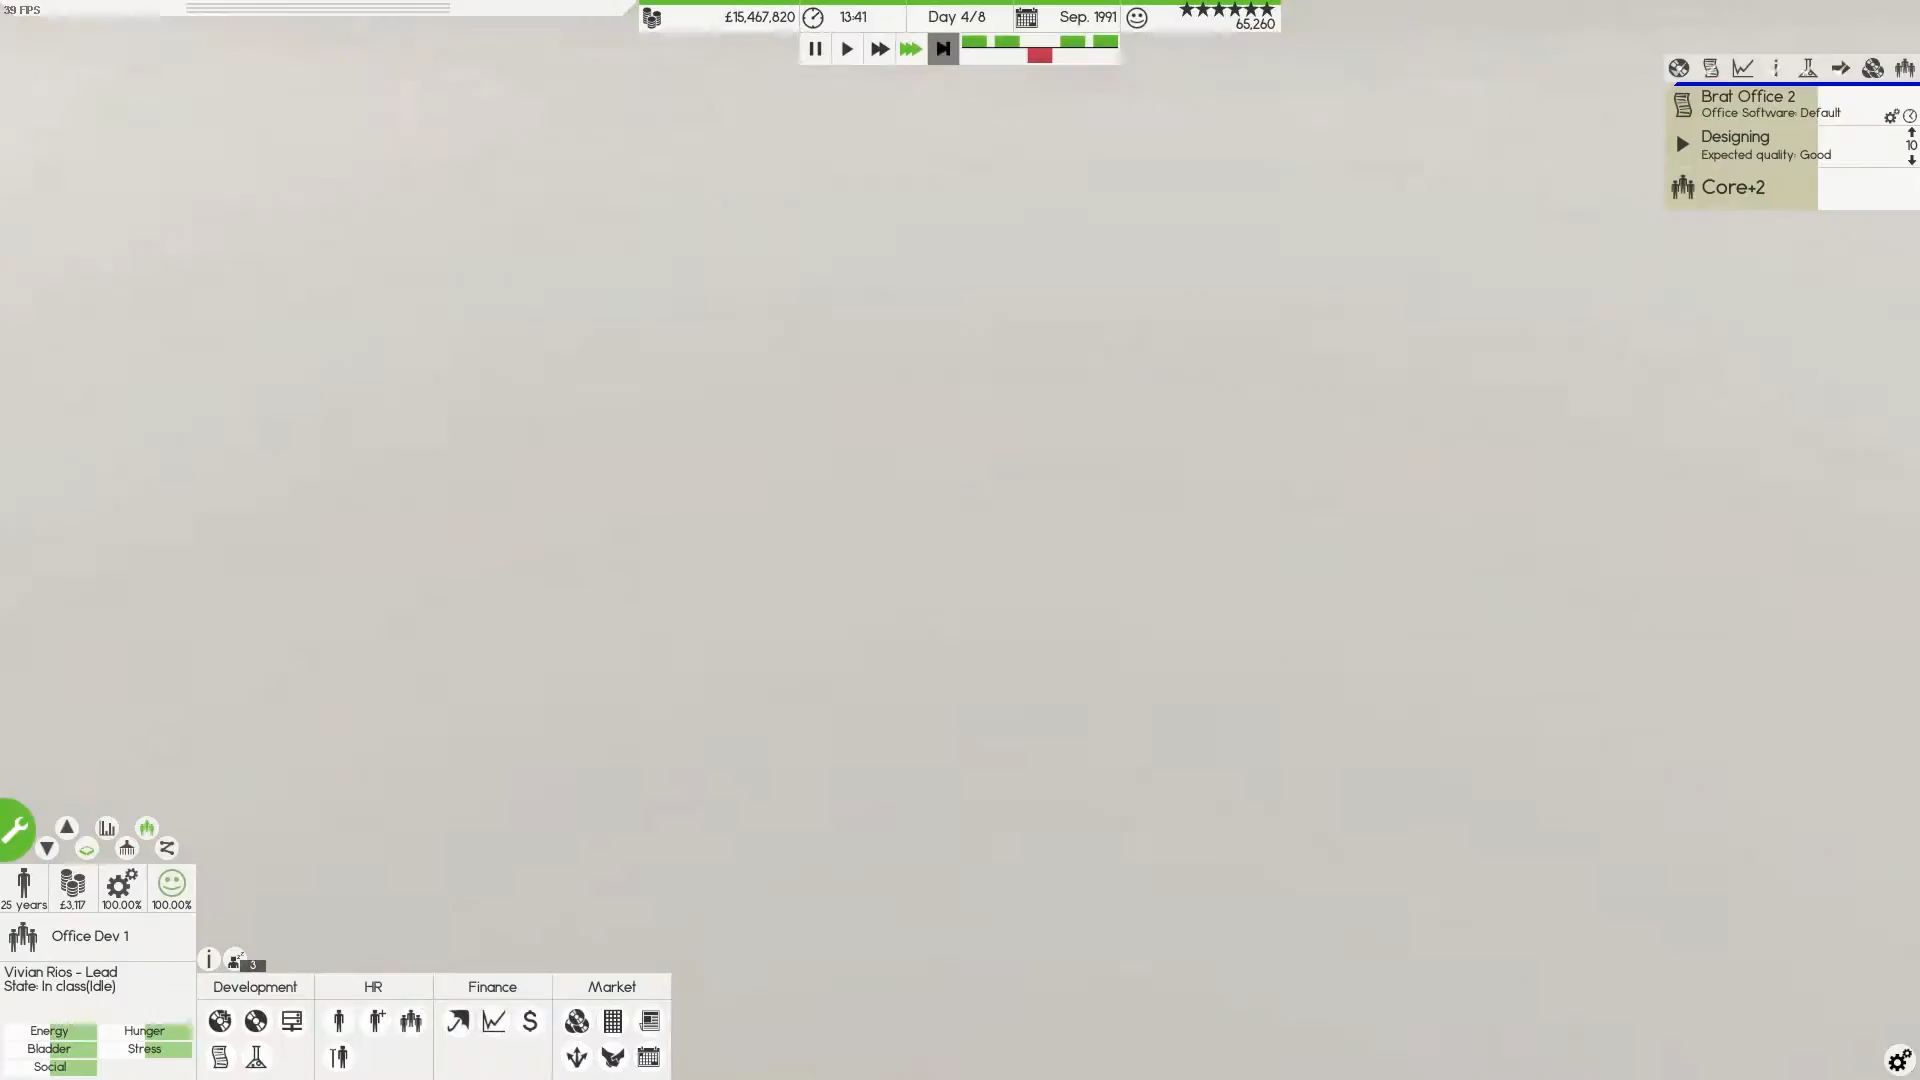 39 FPS
£15,467,820
13:41
Day 4/8
Sep. 1991
65,260
Brat Office 2
Office Software: Default
Designing
Expected quality: Good
10
Core+2
25 years
£3,117
100.00%
100.00%
Office Dev 1
Vivian Rios - Lead
State: In class(Idle)
Energy
Hunger
Bladder
Stress
Social
3
Development
HR
Finance
Market